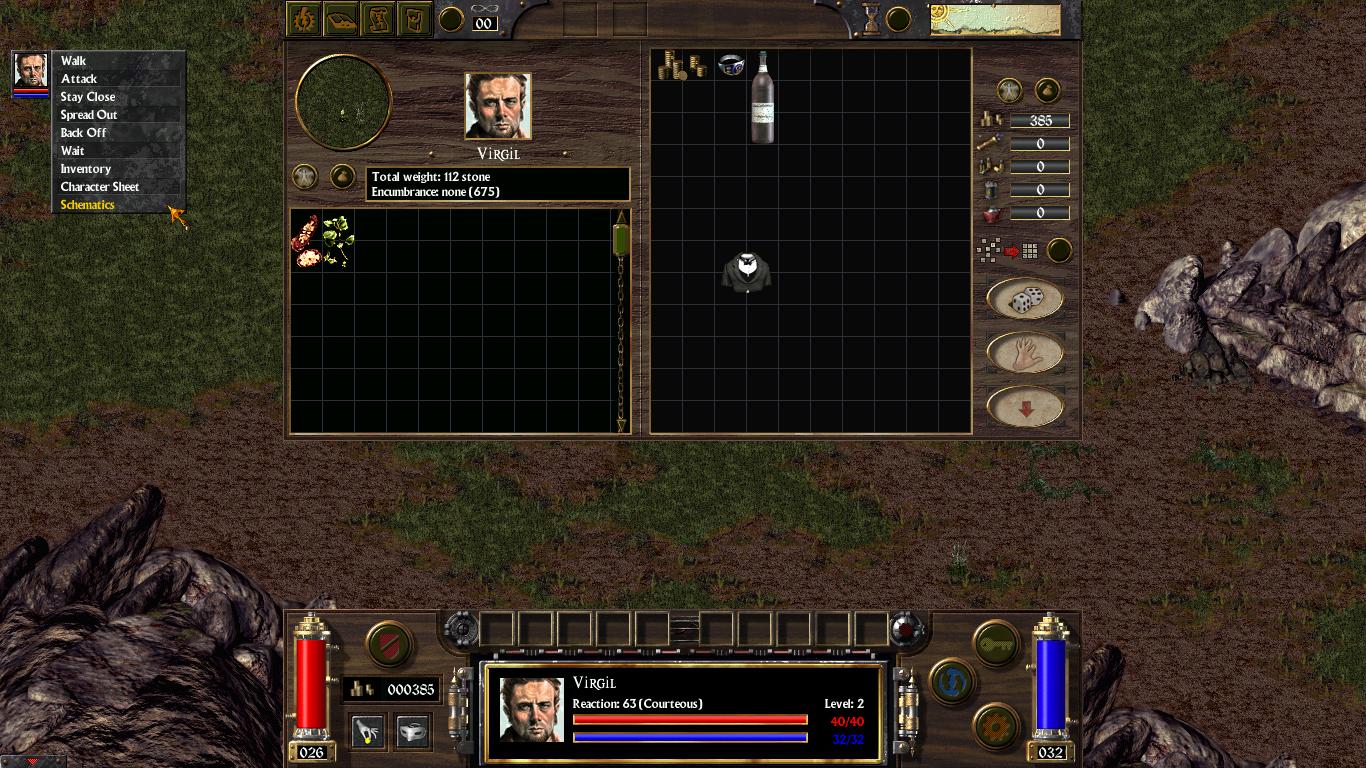 00
Walk
Attack
Stay Close
Spread Out
Back Off
Wait
Inventory
Character Sheet
Schematics
Virgil
Total weight: 112 stone
Encumbrance: none (675)
385
0
0
0
0
000385
026
Virgil
Reaction: 63 (Courteous)
Level: 2
40/40
32/32
032